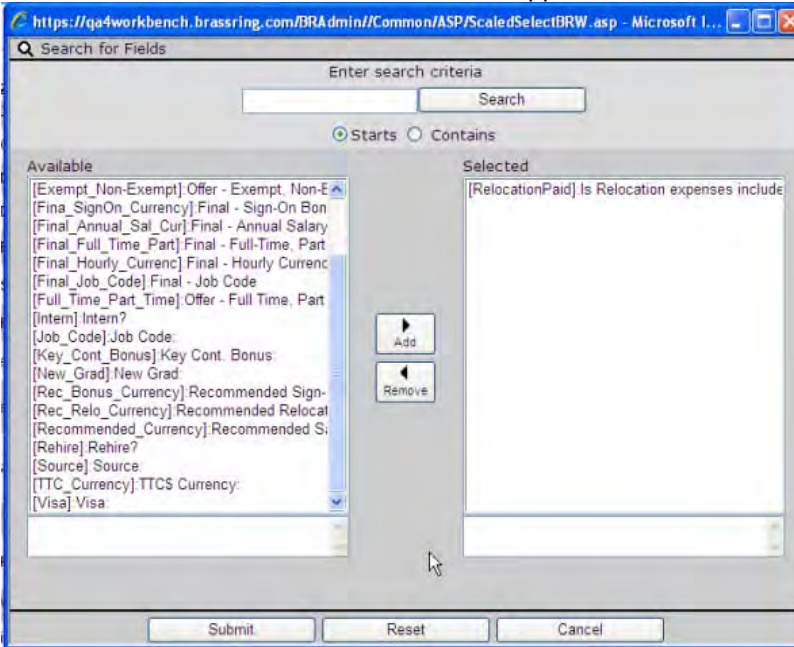 https://qa4workbench.brassring.com/BRAdmin//Common/ASP/ScaledSelectBRW.asp - Microsoft I...
Search for Fields
Enter search criteria
Search
Starts Contains
Available
Selected
[Exempt_Non-Exempt]:Offer - Exempt, Non-E
[RelocationPaid]:Is Relocation expenses include
[Fina_SignOn_Currency]:Final - Sign-On Bon
[Final_Annual_Sal_Cur]:Final - Annual Salary
[Final_Full_Time_Part]:Final - Full-Time, Part
[Final_Hourly_Currenc]:Final - Hourly Currenc
[Final_Job_Code]:Final - Job Code
[Full_Time_Part_Time]:Offer - Full Time, Part
[Intern]:Intern?
[Job_Code]:Job Code:
[Key_Cont_Bonus]:Key Cont. Bonus:
[New_Grad]:New Grad:
[Rec_Bonus_Currency]:Recommended Sign-
[Rec_Relo_Currency]:Recommended Relocat
[Recommended_Currency]:Recommended Sa
[Rehire]:Rehire?
[Source]:Source:
[TTC_Currency]:TTC$ Currency:
[Visa]:Visa:
Add
Remove
Submit
Reset
Cancel